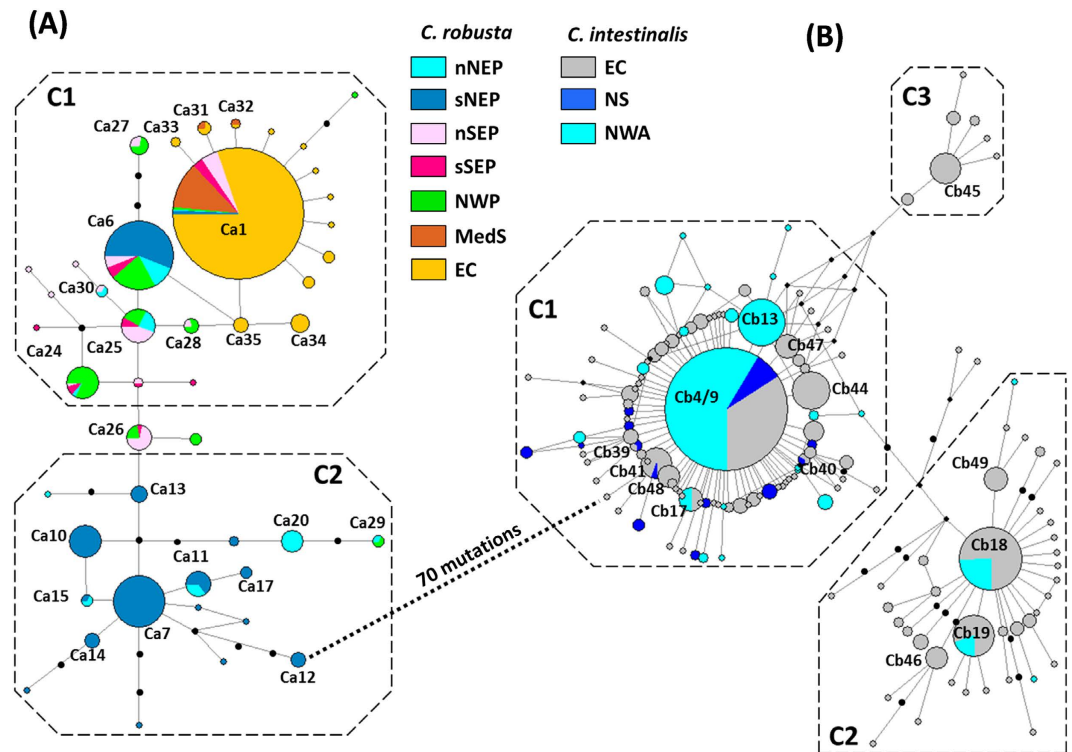 (A)
C. robusta
nNEP
sNEP
nSEP
sSEP
NWP
MedS
EC
C. intestinalis
EC
NS
NWA
(B)
C1
Ca27
Ca33
Ca31
Ca32
Ca6
Ca1
Ca30
Ca24
Ca25
Ca28
Ca35
Ca34
Ca26
C2
Ca13
Ca10
Ca11
Ca20
Ca29
Ca15
Ca17
Ca7
Ca14
Ca12
70 mutations
C3
Cb45
C1
Cb13
Cb47
Cb4/9
Cb44
Cb39
Cb41
Cb48
Cb40
Cb17
Cb49
Cb18
Cb19
Cb46
C2